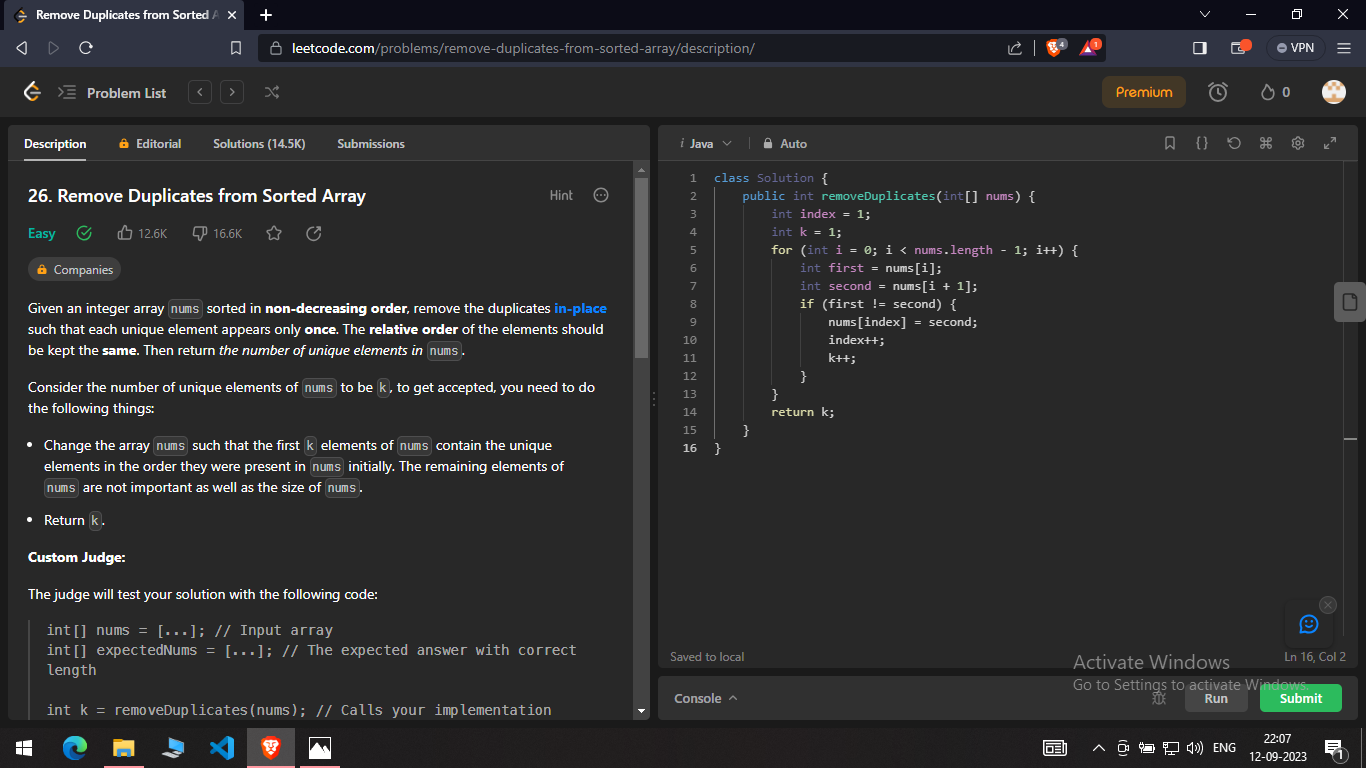 Remove Duplicates from Sorted A
leetcode.com/problems/remove-duplicates-from-sorted-array/description/
4
1
VPN
Problem List
Premium
0
Description
Editorial
Solutions (14.5K)
Submissions
26. Remove Duplicates from Sorted Array
Hint
Easy
12.6K
16.6K
Companies
Given an integer array nums sorted in non-decreasing order, remove the duplicates in-place
such that each unique element appears only once. The relative order of the elements should
be kept the same. Then return the number of unique elements in nums.
Consider the number of unique elements of nums to be k, to get accepted, you need to do
the following things:
• Change the array nums such that the first k elements of nums contain the unique
elements in the order they were present in nums initially. The remaining elements of
nums are not important as well as the size of nums.
• Return k.
Custom Judge:
The judge will test your solution with the following code:
int[] nums = [...]; // Input array
int[] expectedNums = [...]; // The expected answer with correct
length
int k = removeDuplicates(nums); // Calls your implementation
i Java
Auto
{}
1 class Solution {
2 public int removeDuplicates(int[] nums) {
3 int index = 1;
4 int k = 1;
5 for (int i = 0; i < nums.length - 1; i++) {
6 int first = nums[i];
7 int second = nums[i + 1];
8 if (first != second) {
9 nums[index] = second;
10 index++;
11 k++;
12 }
13 }
14 return k;
15 }
16 }
Saved to local
Ln 16, Col 2
Activate Windows
Go to Settings to activate Windows.
Console
Run
Submit
ENG
22:07
12-09-2023
1